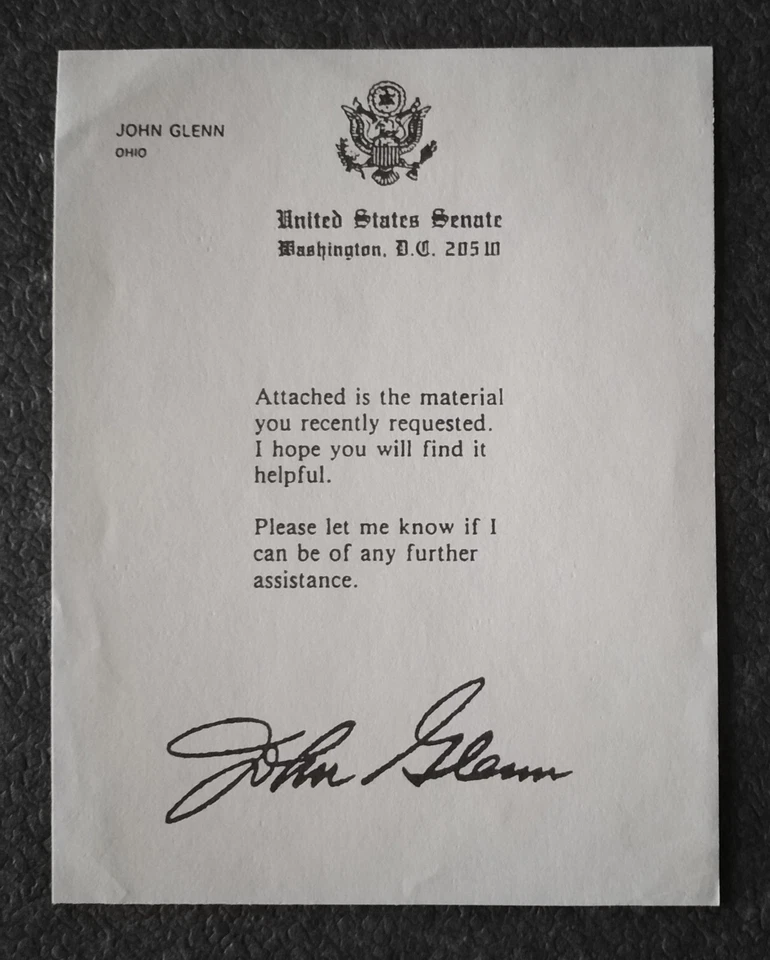 JOHN GLENN
OHIO
United States Senate
Washington, D.C. 20510
Attached is the material
you recently requested.
I hope you will find it
helpful.
Please let me know if I
can be of any further
assistance.
John Glenn